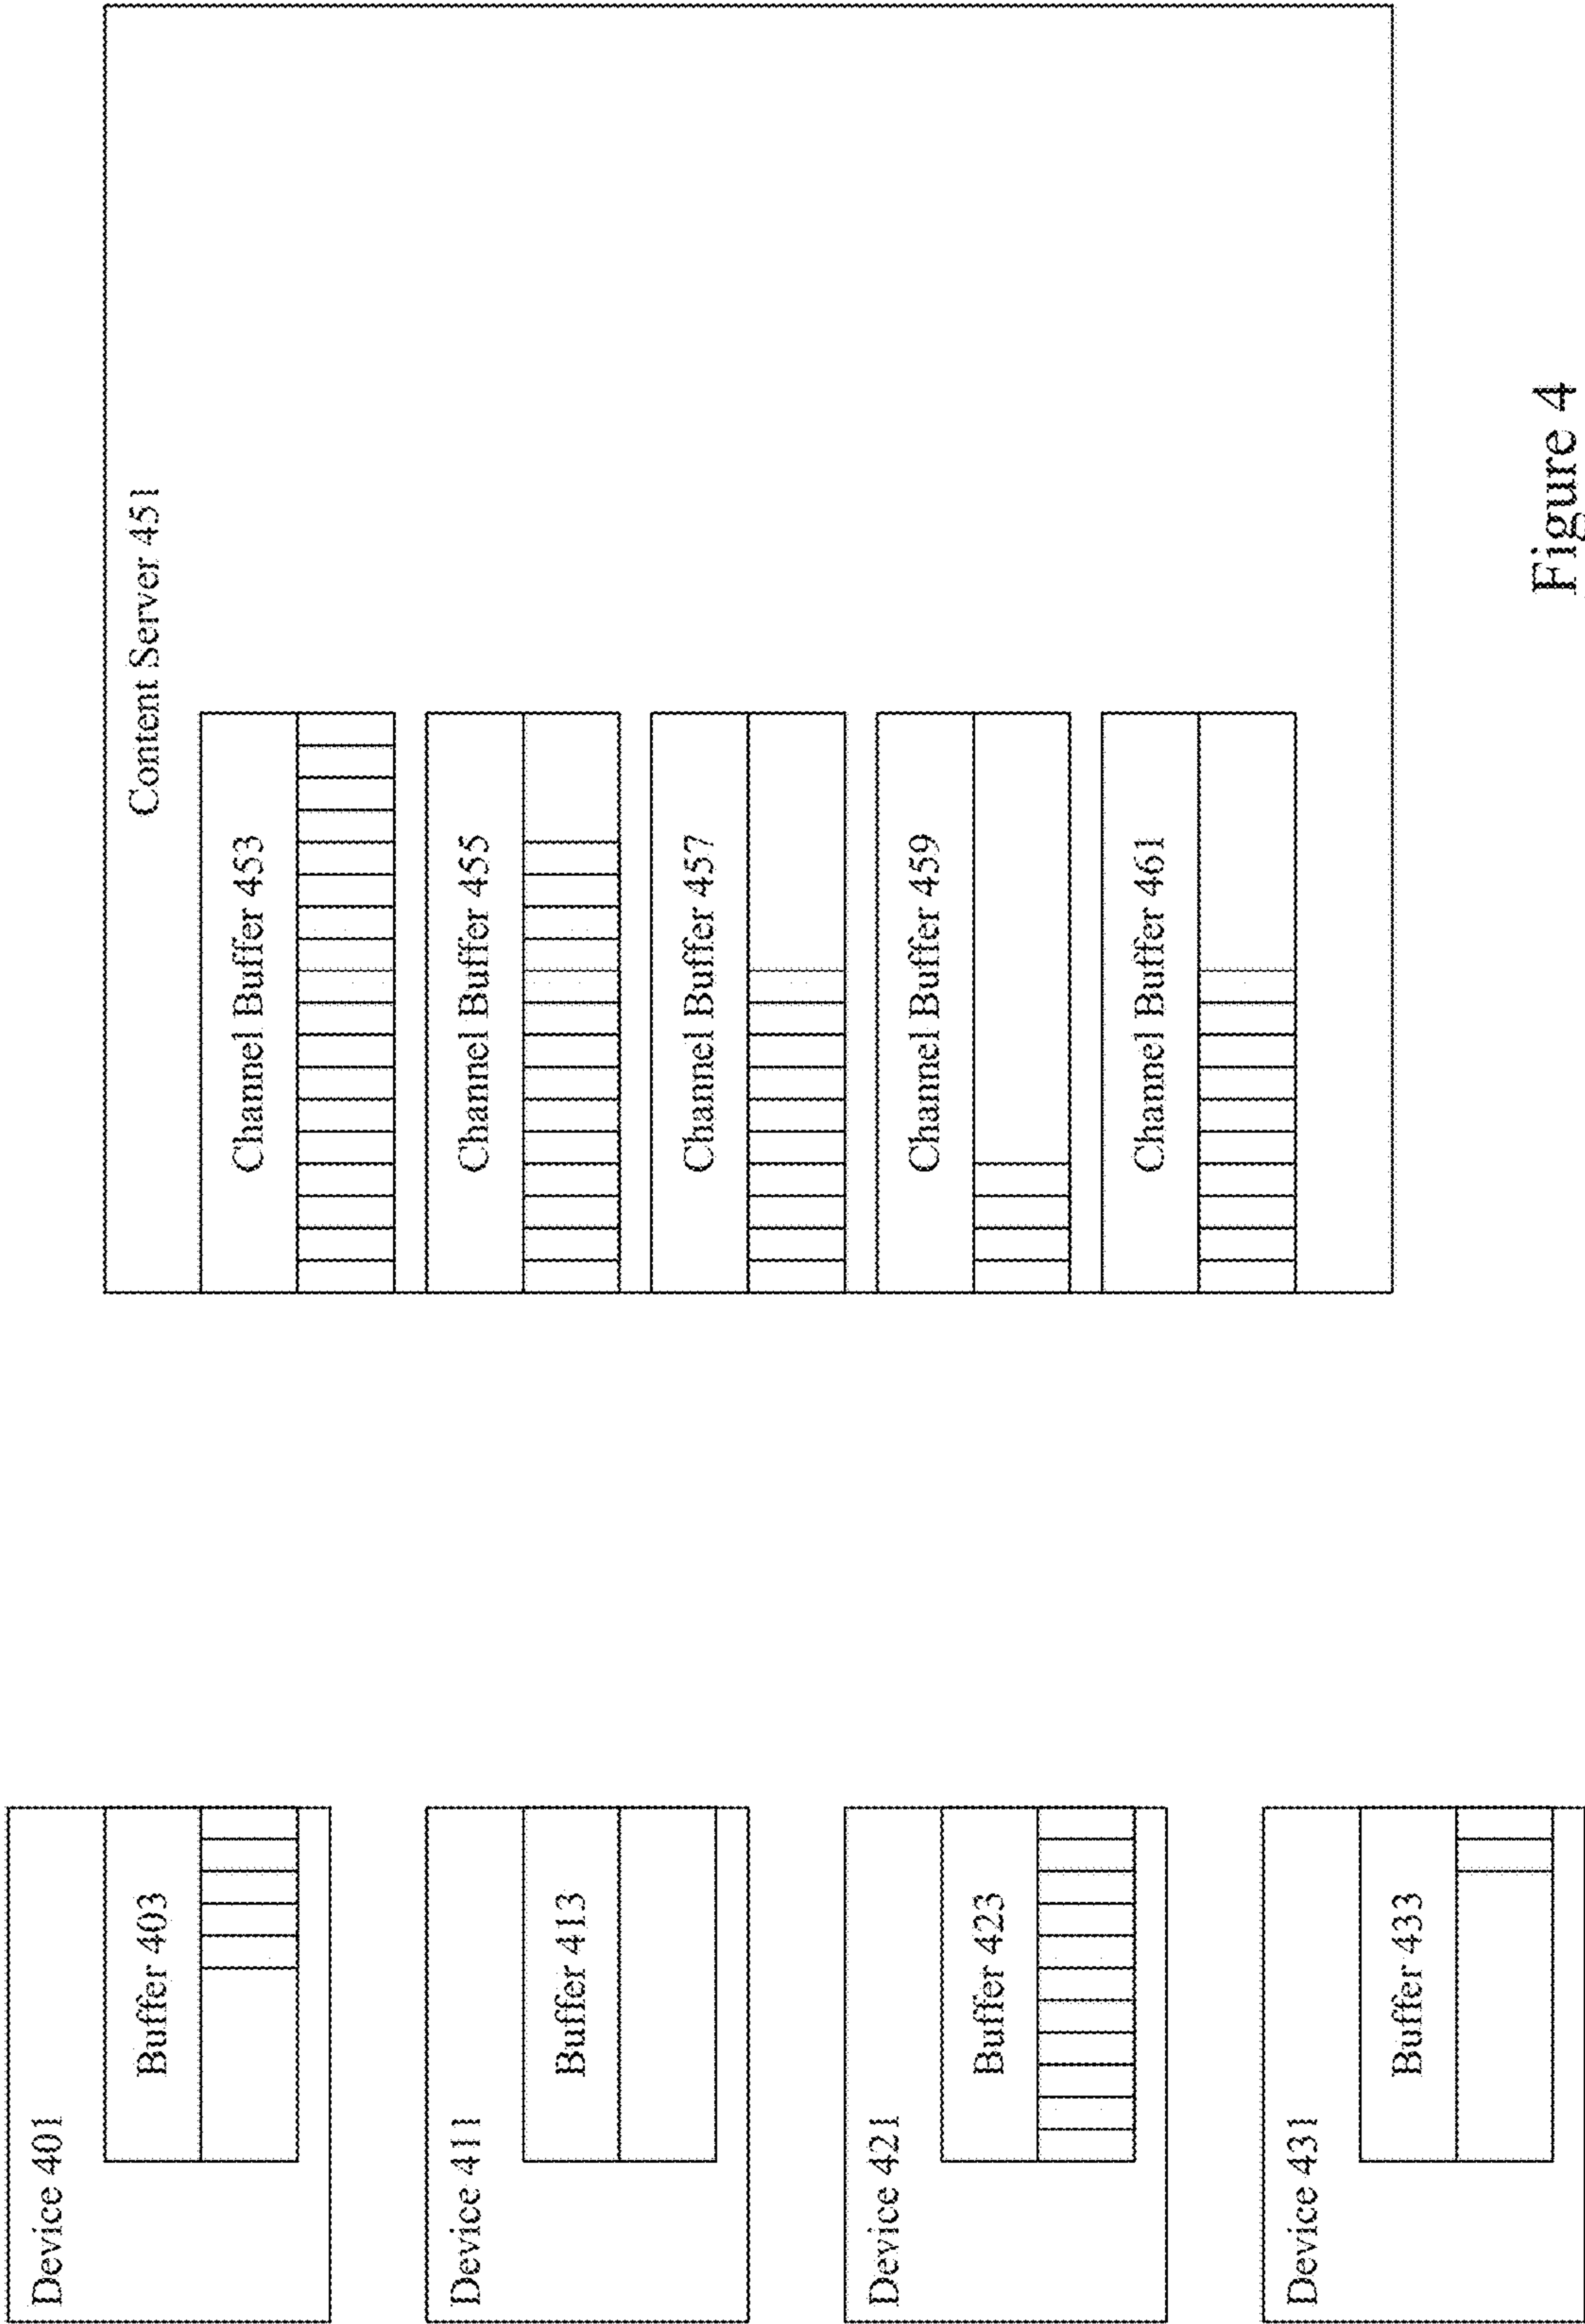 Device 401
Buffer 403
Device 411
Buffer 413
Device 421
Buffer 423
Device 431
Buffer 433
Content Server 451
Channel Buffer 453
Channel Buffer 455
Channel Buffer 457
Channel Buffer 459
Channel Buffer 461
Figure 4